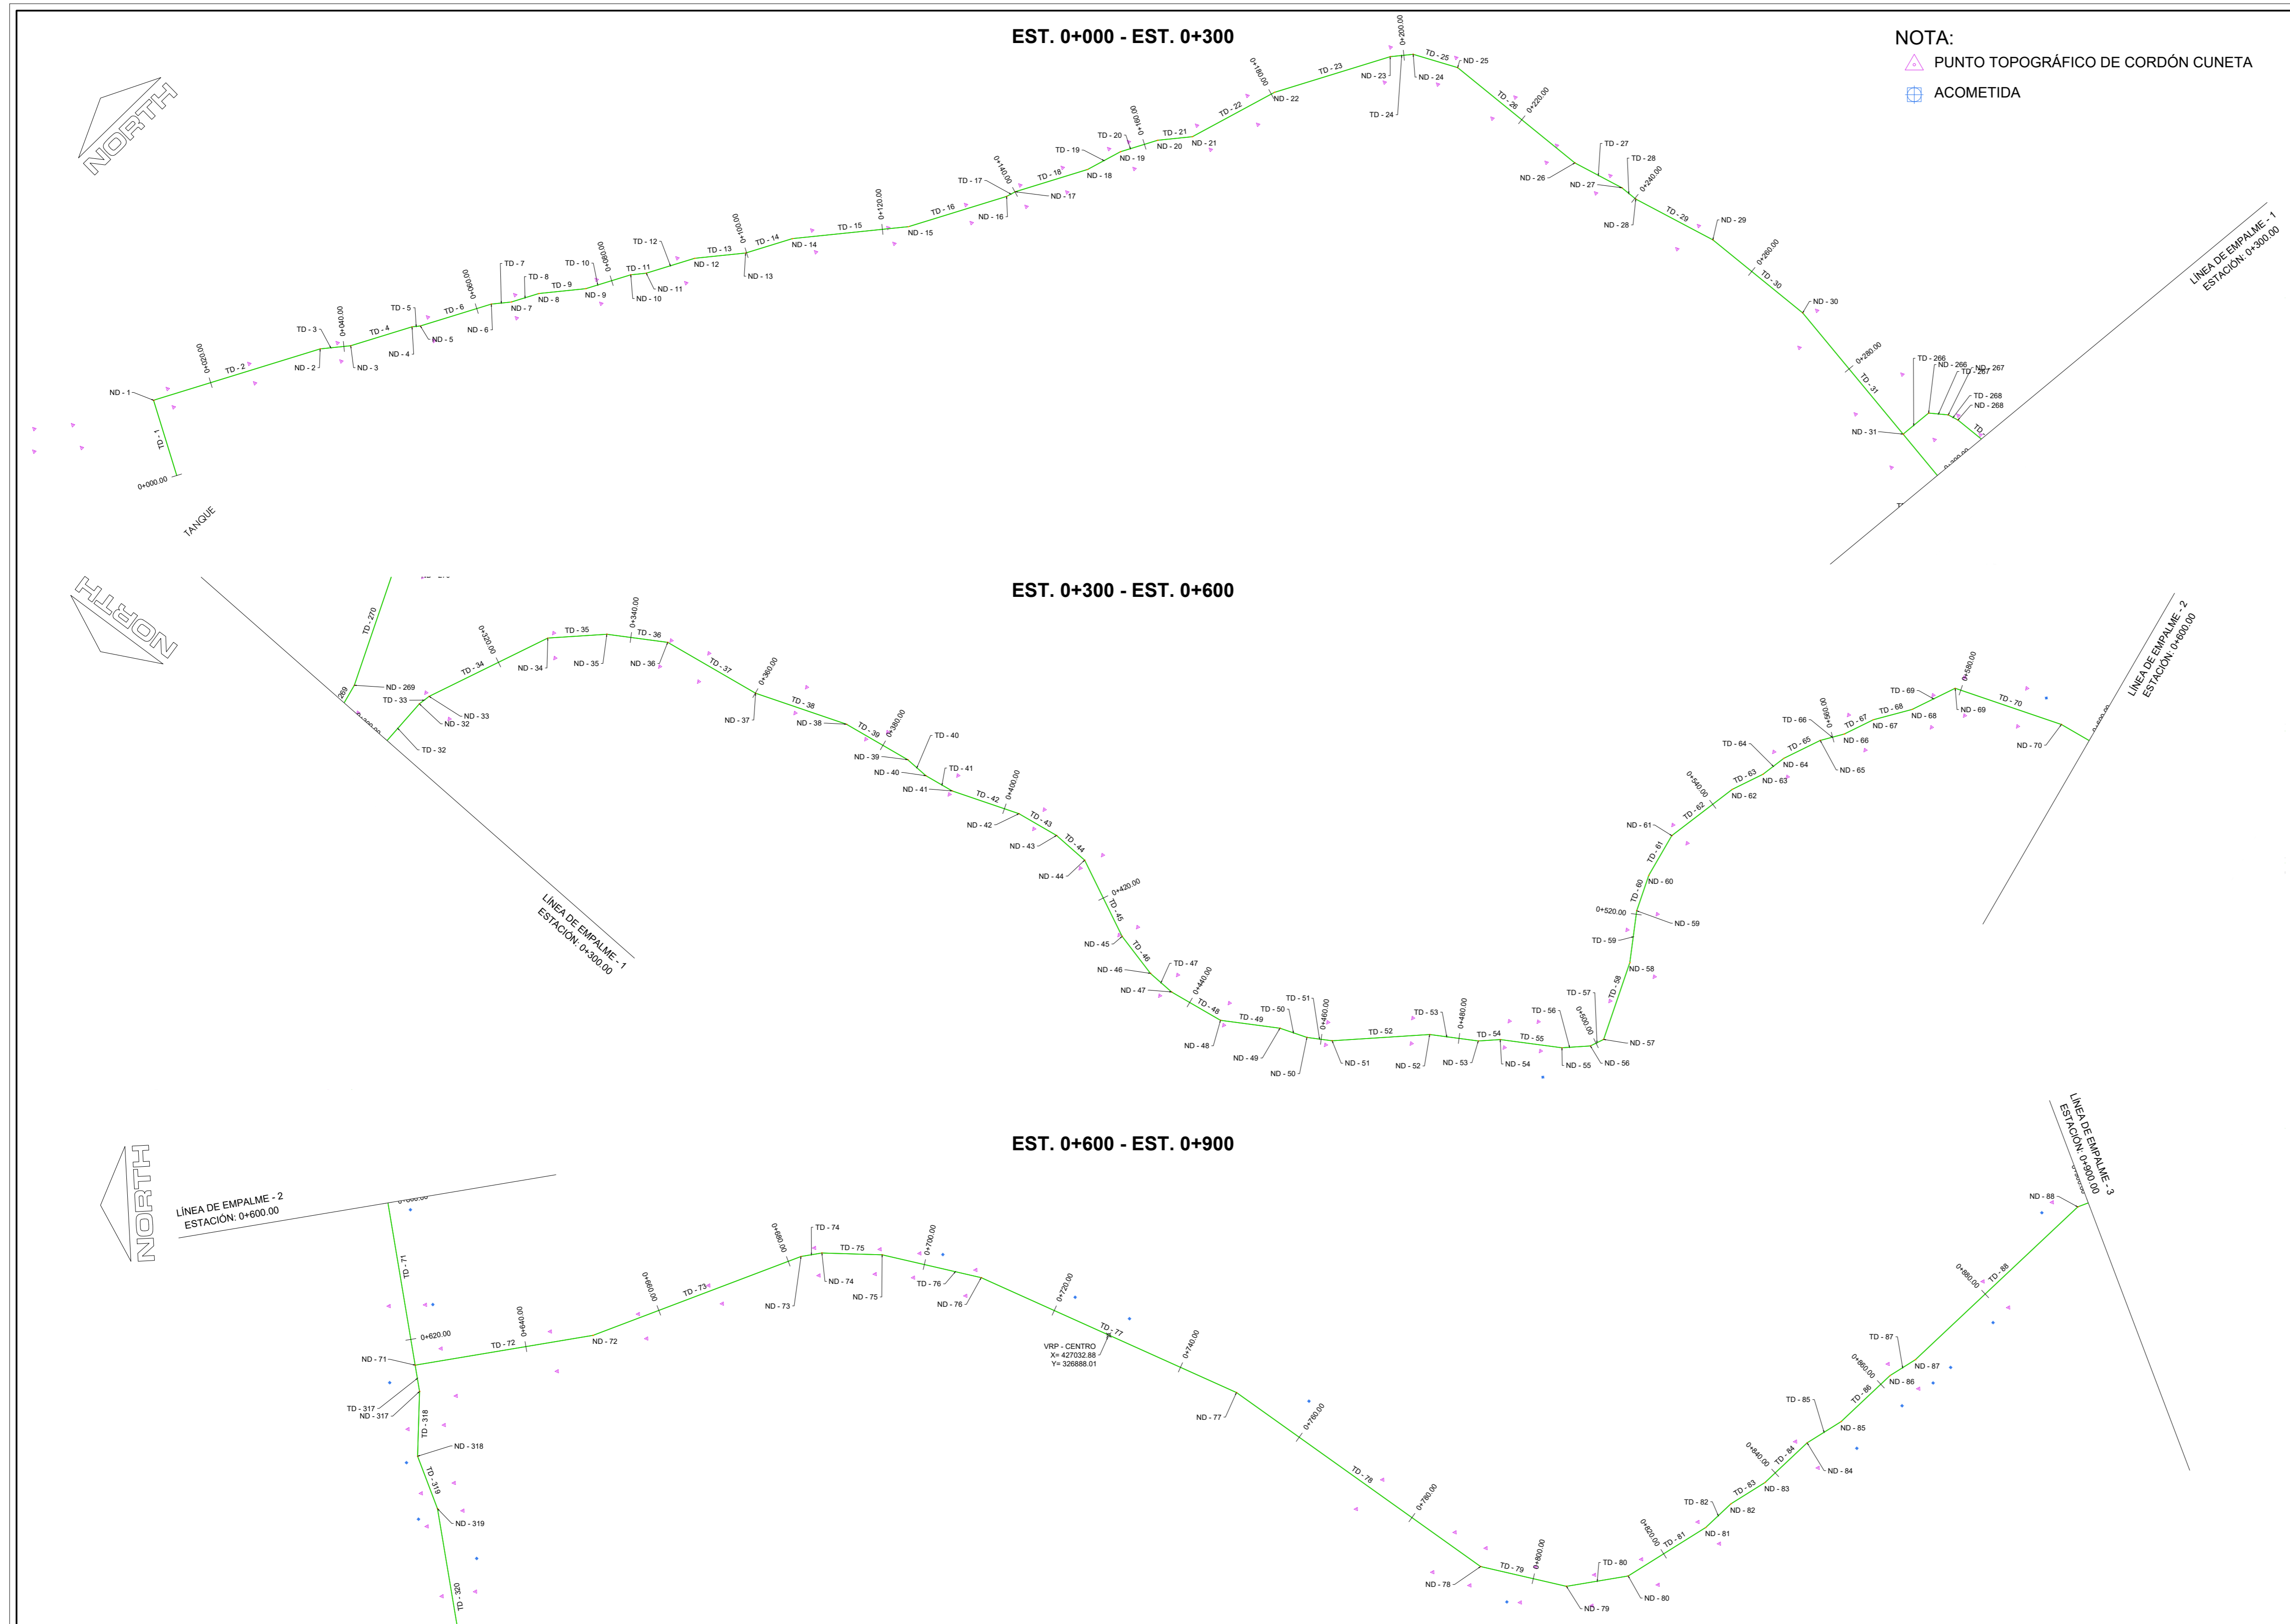 EST. 0+000 - EST. 0+300
NOTA:
PUNTO TOPOGRÁFICO DE CORDÓN CUNETA
ACOMETIDA
NORTH
0+000.00
TANQUE
TD - 1
ND - 1
0+020.00
TD - 2
ND - 2
TD - 3
0+040.00
ND - 3
TD - 4
ND - 4
TD - 5
ND - 5
TD - 6
0+060.00
ND - 6
TD - 7
ND - 7
TD - 8
ND - 8
TD - 9
ND - 9
TD - 10
0+080.00
ND - 10
TD - 11
ND - 11
TD - 12
ND - 12
TD - 13
0+100.00
ND - 13
TD - 14
ND - 14
TD - 15
0+120.00
ND - 15
TD - 16
ND - 16
TD - 17
0+140.00
ND - 17
TD - 18
ND - 18
TD - 19
ND - 19
TD - 20
0+160.00
ND - 20
TD - 21
ND - 21
TD - 22
0+180.00
ND - 22
TD - 23
ND - 23
TD - 24
0+200.00
ND - 24
TD - 25
ND - 25
TD - 26
0+220.00
ND - 26
TD - 27
ND - 27
TD - 28
0+240.00
ND - 28
TD - 29
ND - 29
0+260.00
TD - 30
ND - 30
0+280.00
TD - 31
ND - 31
TD - 266
ND - 266
TD - 267
ND - 267
TD - 268
ND - 268
TD -
LÍNEA DE EMPALME - 1
ESTACIÓN: 0+300.00
EST. 0+300 - EST. 0+600
NORTH
TD - 270
269
ND - 269
TD - 32
ND - 32
TD - 33
ND - 33
TD - 34
0+320.00
ND - 34
TD - 35
ND - 35
0+340.00
TD - 36
ND - 36
TD - 37
0+360.00
ND - 37
TD - 38
ND - 38
TD - 39
0+380.00
ND - 39
TD - 40
ND - 40
TD - 41
ND - 41
TD - 42
0+400.00
ND - 42
TD - 43
ND - 43
TD - 44
ND - 44
0+420.00
TD - 45
ND - 45
TD - 46
ND - 46
TD - 47
ND - 47
0+440.00
TD - 48
ND - 48
TD - 49
ND - 49
TD - 50
ND - 50
TD - 51
0+460.00
ND - 51
TD - 52
ND - 52
TD - 53
0+480.00
ND - 53
TD - 54
ND - 54
TD - 55
ND - 55
TD - 56
ND - 56
TD - 57
0+500.00
ND - 57
TD - 58
ND - 58
TD - 59
0+520.00
ND - 59
TD - 60
ND - 60
TD - 61
ND - 61
TD - 62
0+540.00
ND - 62
TD - 63
ND - 63
TD - 64
ND - 64
TD - 65
ND - 65
TD - 66
0+560.00
ND - 66
TD - 67
ND - 67
TD - 68
ND - 68
TD - 69
0+580.00
ND - 69
TD - 70
ND - 70
LÍNEA DE EMPALME - 1
ESTACIÓN: 0+300.00
LÍNEA DE EMPALME - 2
ESTACIÓN: 0+600.00
EST. 0+600 - EST. 0+900
NORTH
LÍNEA DE EMPALME - 2
ESTACIÓN: 0+600.00
TD - 71
0+620.00
ND - 71
TD - 317
ND - 317
TD - 318
ND - 318
TD - 319
ND - 319
TD - 320
TD - 72
0+640.00
ND - 72
0+660.00
TD - 73
0+680.00
ND - 73
TD - 74
ND - 74
TD - 75
ND - 75
0+700.00
TD - 76
ND - 76
0+720.00
TD - 77
VRP - CENTRO
X= 427032.88
Y= 326888.01
0+740.00
ND - 77
0+760.00
TD - 78
0+780.00
ND - 78
TD - 79
0+800.00
ND - 79
TD - 80
ND - 80
0+820.00
TD - 81
ND - 81
TD - 82
ND - 82
TD - 83
ND - 83
0+840.00
TD - 84
ND - 84
TD - 85
ND - 85
TD - 86
0+860.00
ND - 86
TD - 87
ND - 87
0+880.00
TD - 88
ND - 88
LÍNEA DE EMPALME - 3
ESTACIÓN: 0+900.00